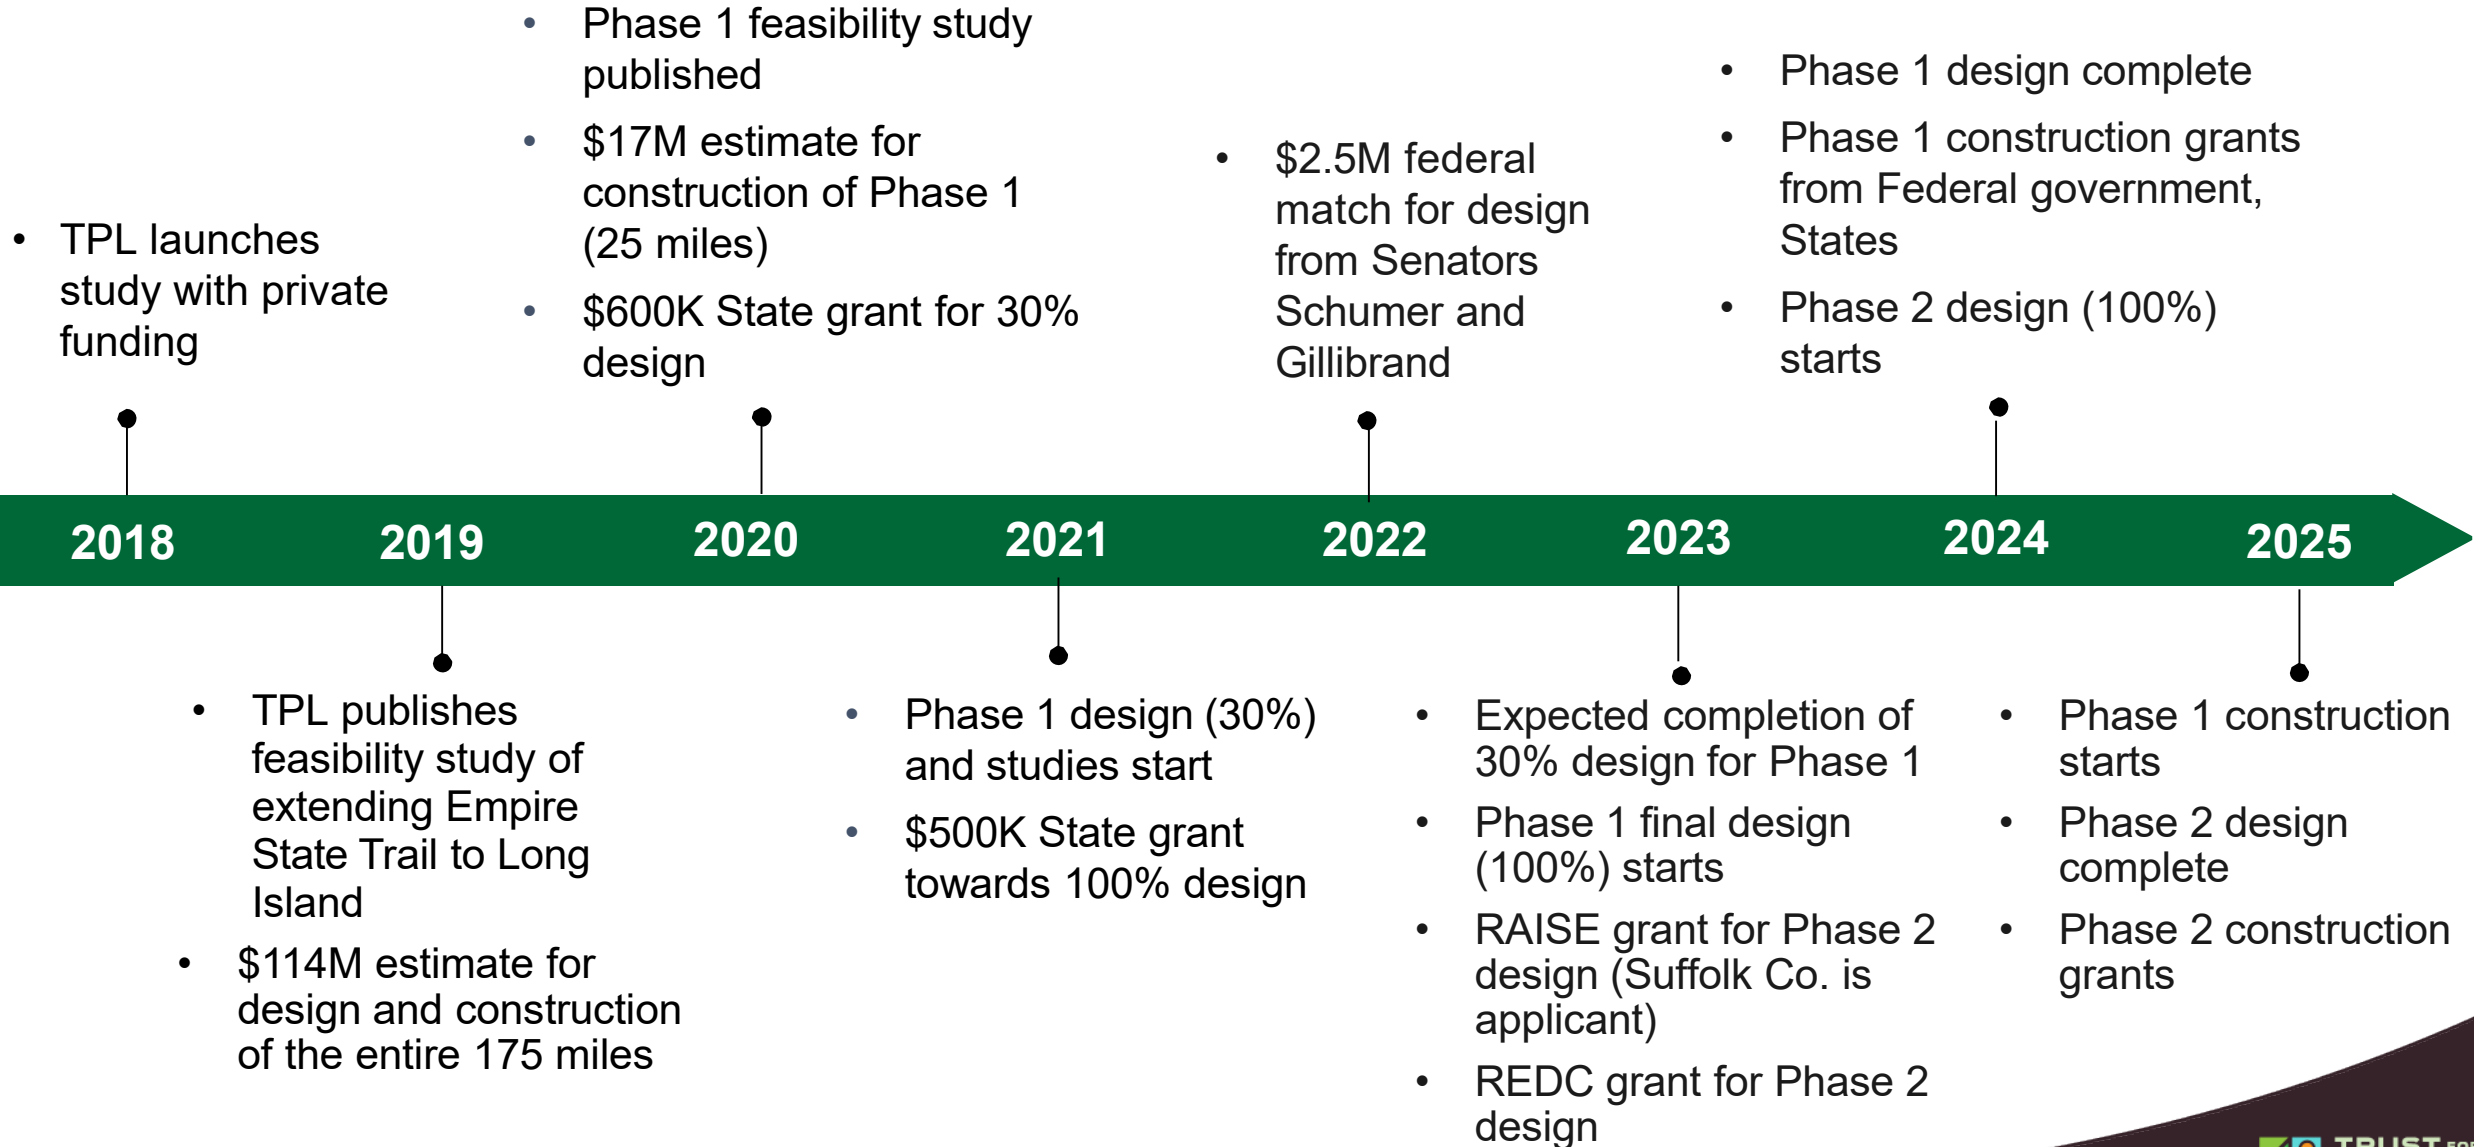 • TPL launches
study with private
funding
• Phase 1 feasibility study
published
• $17M estimate for
construction of Phase 1
(25 miles)
• $600K State grant for 30%
design
• $2.5M federal
match for design
from Senators
Schumer and
Gillibrand
• Phase 1 design complete
• Phase 1 construction grants
from Federal government,
States
• Phase 2 design (100%)
starts
2018 2019 2020 2021 2022 2023 2024 2025
• TPL publishes
feasibility study of
extending Empire
State Trail to Long
Island
• $114M estimate for
design and construction
of the entire 175 miles
• Phase 1 design (30%)
and studies start
• $500K State grant
towards 100% design
• Expected completion of
30% design for Phase 1
• Phase 1 final design
(100%) starts
• RAISE grant for Phase 2
design (Suffolk Co. is
applicant)
• REDC grant for Phase 2
design
• Phase 1 construction
starts
• Phase 2 design
complete
• Phase 2 construction
grants
TRUST FOR